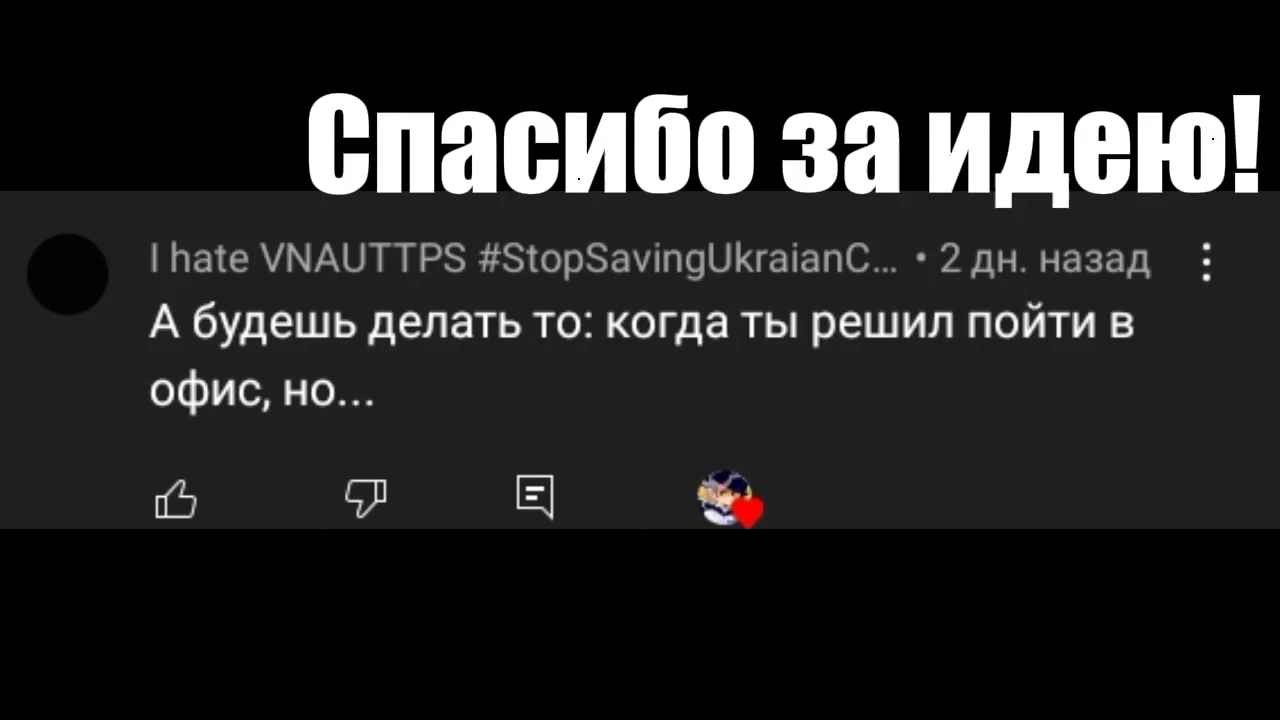 Спасибо за идею!
I hate VNAUTTPS #StopSavingUkraianC... • 2 дн. назад
А будешь делать то: когда ты решил пойти в
офис, но...